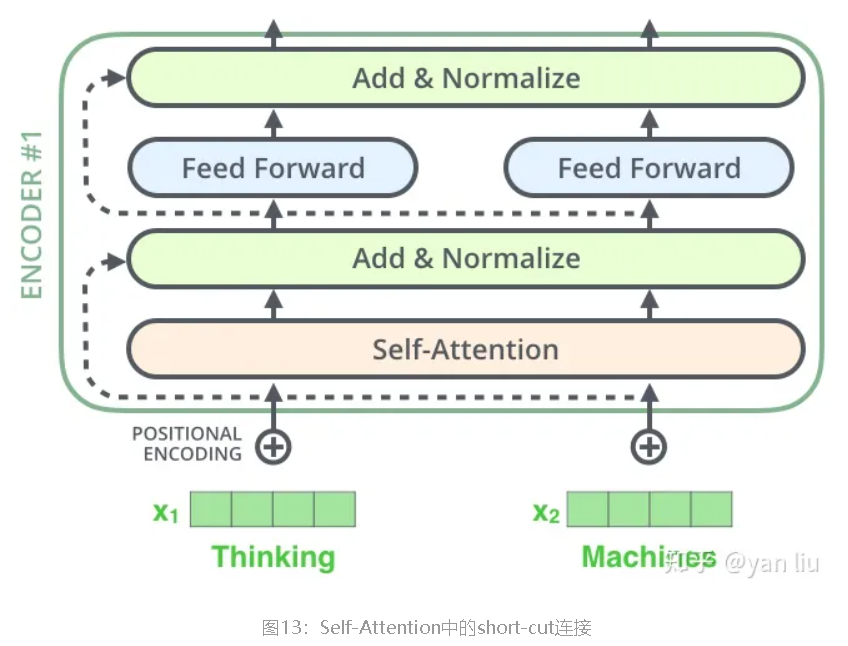 Add & Normalize
Feed Forward
Feed Forward
ENCODER #1
Add & Normalize
Self-Attention
POSITIONAL
ENCODING
x1
x2
Thinking
Machines
知乎 @yan liu
图13：Self-Attention中的short-cut连接